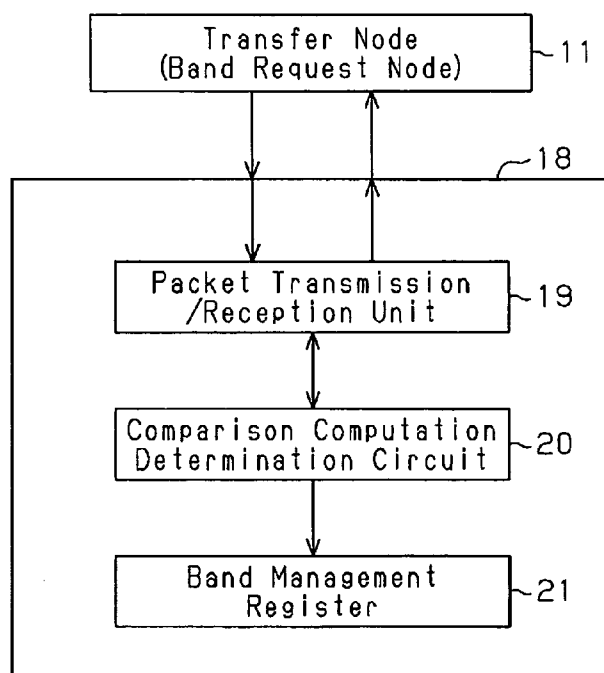 Transfer Node
(Band Request Node)
11
18
Packet Transmission
/Reception Unit
19
Comparison Computation
Determination Circuit
20
Band Management
Register
21